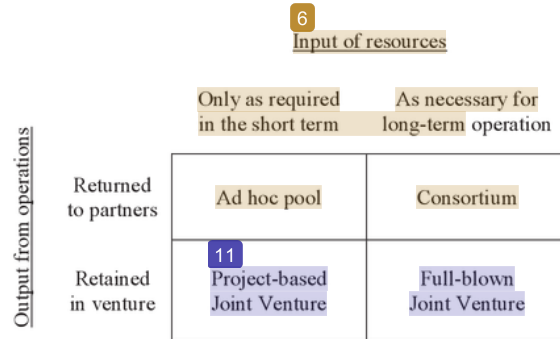 6
Input of resources
Only as required
in the short term
As necessary for
long-term operation
Output from operations
Returned
to partners
Ad hoc pool
Consortium
11
Retained
in venture
Project-based
Joint Venture
Full-blown
Joint Venture